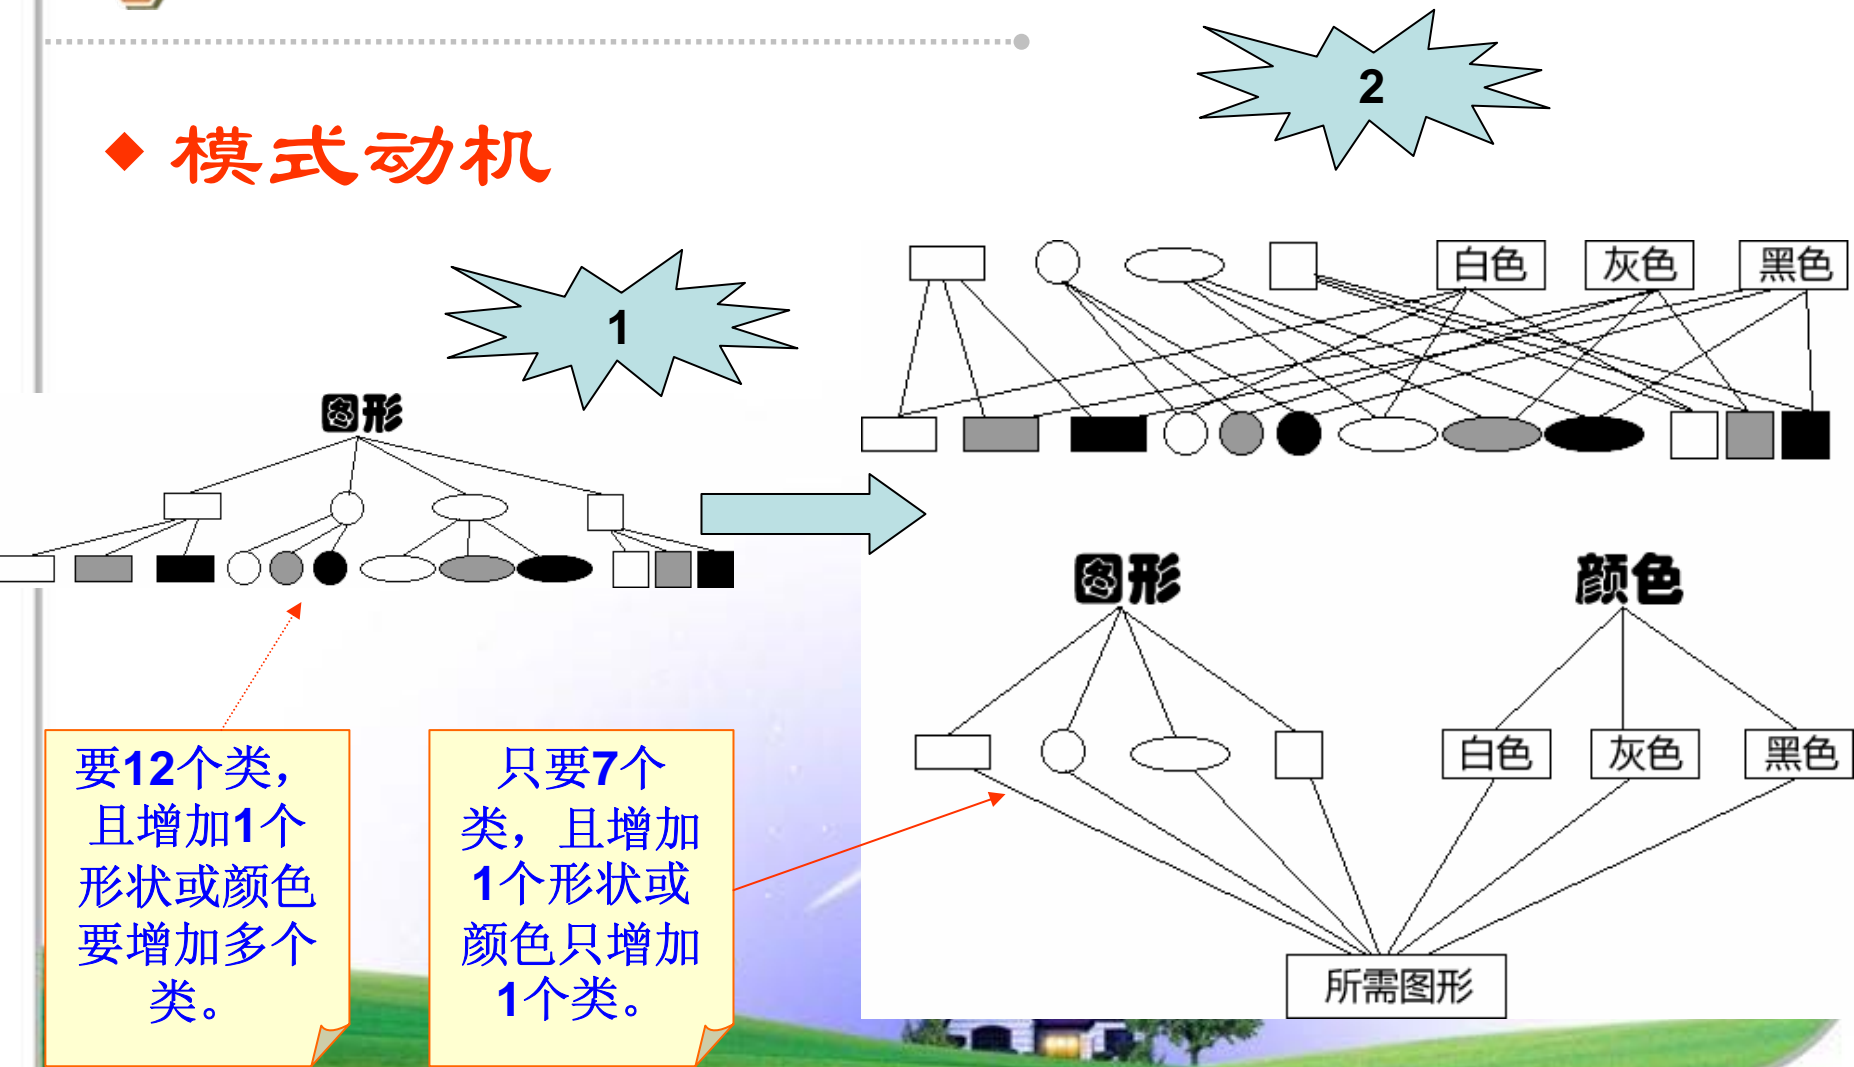 模式动机
2
1
白色
灰色
黑色
图形
图形
颜色
白色
灰色
黑色
所需图形
要12个类，
且增加1个
形状或颜色
要增加多个
类。
只要7个
类，且增加
1个形状或
颜色只增加
1个类。